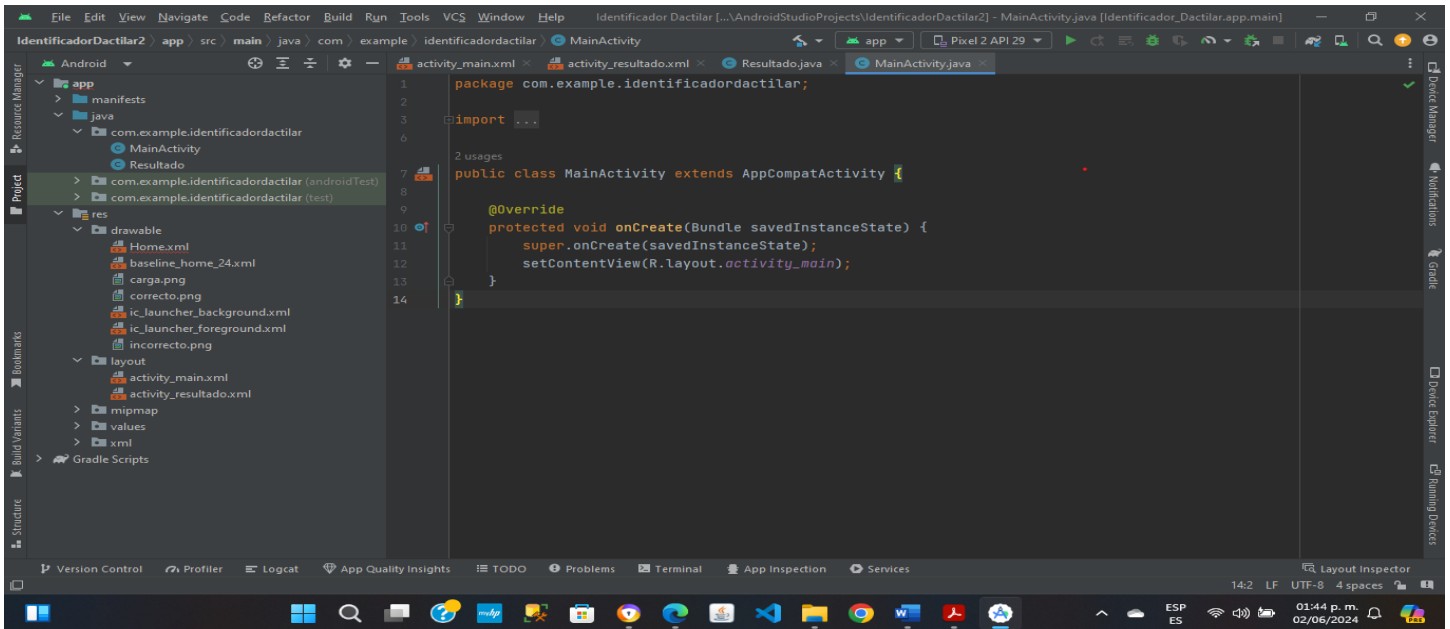 File Edit View Navigate Code Refactor Build Run Tools VCS Window Help Identificador Dactilar [...\AndroidStudioProjects\IdentificadorDactilar2] - MainActivity.java [Identificador_Dactilar.app.main]
IdentificadorDactilar2 app src main java com example identificadordactilar MainActivity app Pixel 2 API 29
Android activity_main.xml activity_resultado.xml Resultado.java MainActivity.java
app
manifests
java
com.example.identificadordactilar
MainActivity
Resultado
com.example.identificadordactilar (androidTest)
com.example.identificadordactilar (test)
res
drawable
Home.xml
baseline_home_24.xml
carga.png
correcto.png
ic_launcher_background.xml
ic_launcher_foreground.xml
incorrecto.png
layout
activity_main.xml
activity_resultado.xml
mipmap
values
xml
Gradle Scripts
1 package com.example.identificadordactilar;
2
3 import ...
6
2 usages
7 public class MainActivity extends AppCompatActivity {
8
9 @Override
10 protected void onCreate(Bundle savedInstanceState) {
11 super.onCreate(savedInstanceState);
12 setContentView(R.layout.activity_main);
13 }
14 }
Resource Manager
Project
Bookmarks
Build Variants
Structure
Device Manager
Notifications
Gradle
Device Explorer
Running Devices
Version Control Profiler Logcat App Quality Insights TODO Problems Terminal App Inspection Services Layout Inspector
14:2 LF UTF-8 4 spaces
myhp W ESP 01:44 p. m.
ES 02/06/2024 PRE